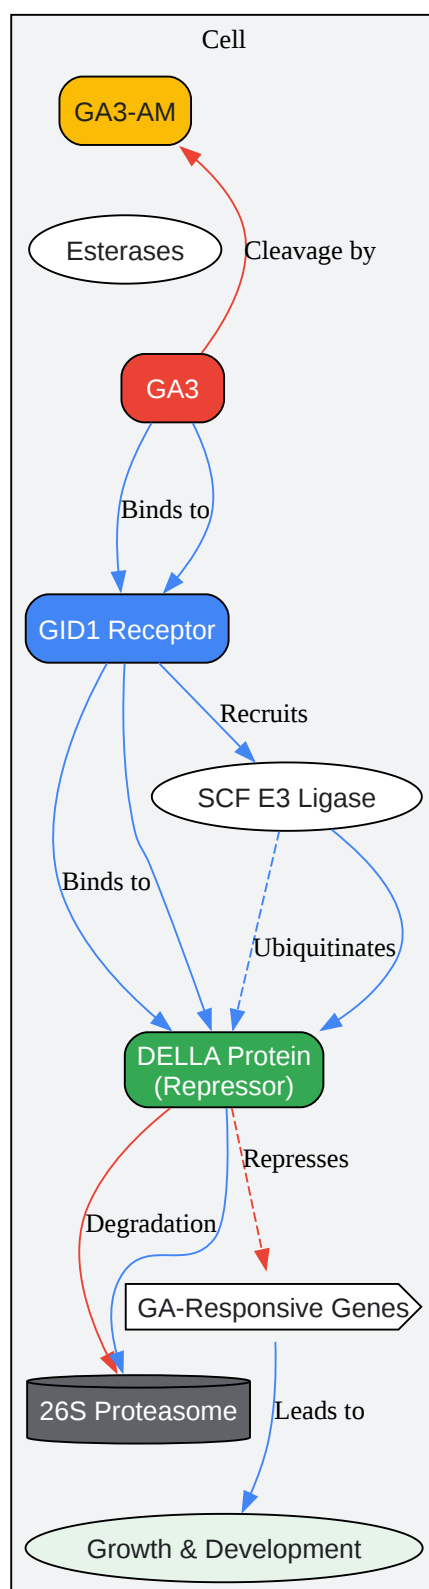 Cell
GA3-AM
Esterases
Cleavage by
GA3
Binds to
GID1 Receptor
Recruits
SCF E3 Ligase
Binds to
Ubiquitinates
DELLA Protein
(Repressor)
Represses
Degradation
GA-Responsive Genes
26S Proteasome
Leads to
Growth & Development